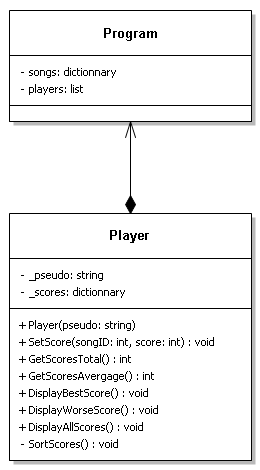 Program
- songs: dictionnary
- players: list
Player
- _pseudo: string
- _scores: dictionnary
+ Player(pseudo: string)
+ SetScore(songID: int, score: int) : void
+ GetScoresTotal() : int
+ GetScoresAvergage() : int
+ DisplayBestScore() : void
+ DisplayWorseScore() : void
+ DisplayAllScores() : void
- SortScores() : void